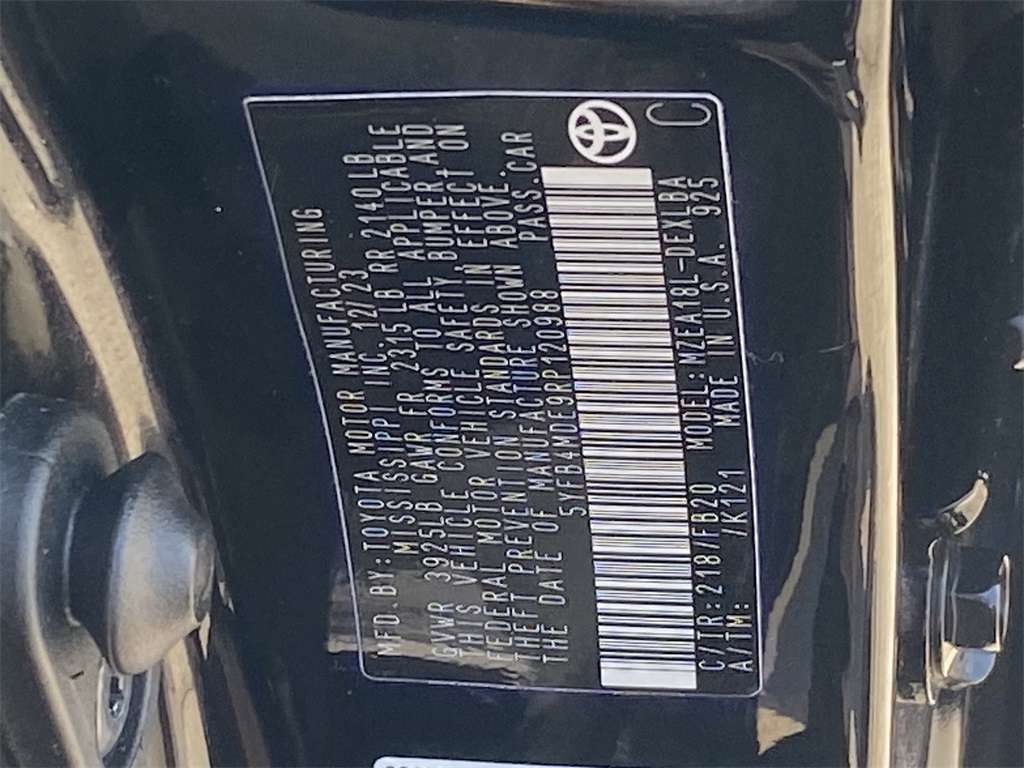 MFD.BY:TOYOTA MOTOR MANUFACTURING
MISSISSIPPI INC. 12/23
GVWR 3925LB GAWR FR 2315 LB RR 2140LB
THIS VEHICLE CONFORMS TO ALL APPLICABLE
FEDERAL MOTOR VEHICLE SAFETY, BUMPER, AND
THEFT PREVENTION STANDARDS IN EFFECT ON
THE DATE OF MANUFACTURE SHOWN ABOVE.
5YFB4MDE9RP120988 PASS.CAR
C/TR:218/FB20 MODEL:MZEA18L-DEXLBA
A/TM: /K121 MADE IN U.S.A. 925
C